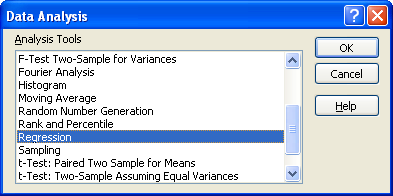 Data Analysis
Analysis Tools
F-Test Two-Sample for Variances
Fourier Analysis
Histogram
Moving Average
Random Number Generation
Rank and Percentile
Regression
Sampling
t-Test: Paired Two Sample for Means
t-Test: Two-Sample Assuming Equal Variances
OK
Cancel
Help